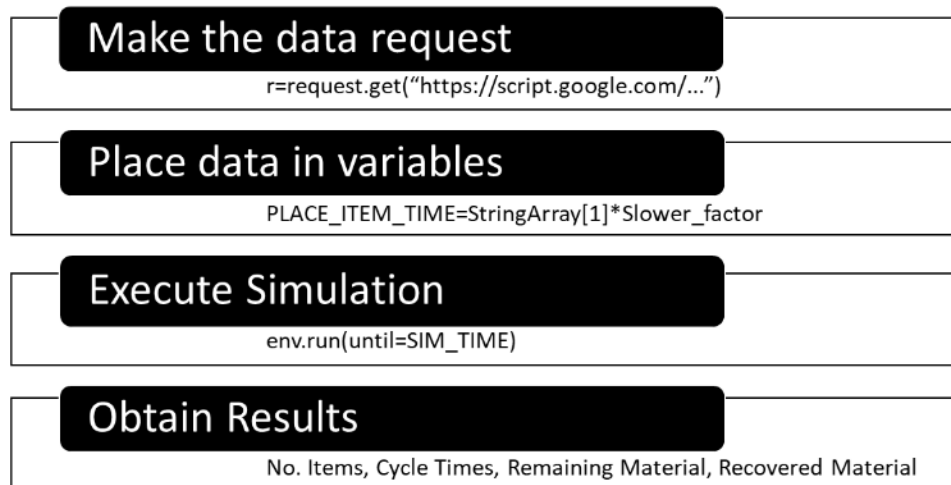 Make the data request
r=request.get(“https://script.google.com/...”)
Place data in variables
PLACE_ITEM_TIME=StringArray[1]*Slower_factor
Execute Simulation
env.run(until=SIM_TIME)
Obtain Results
No. Items, Cycle Times, Remaining Material, Recovered Material